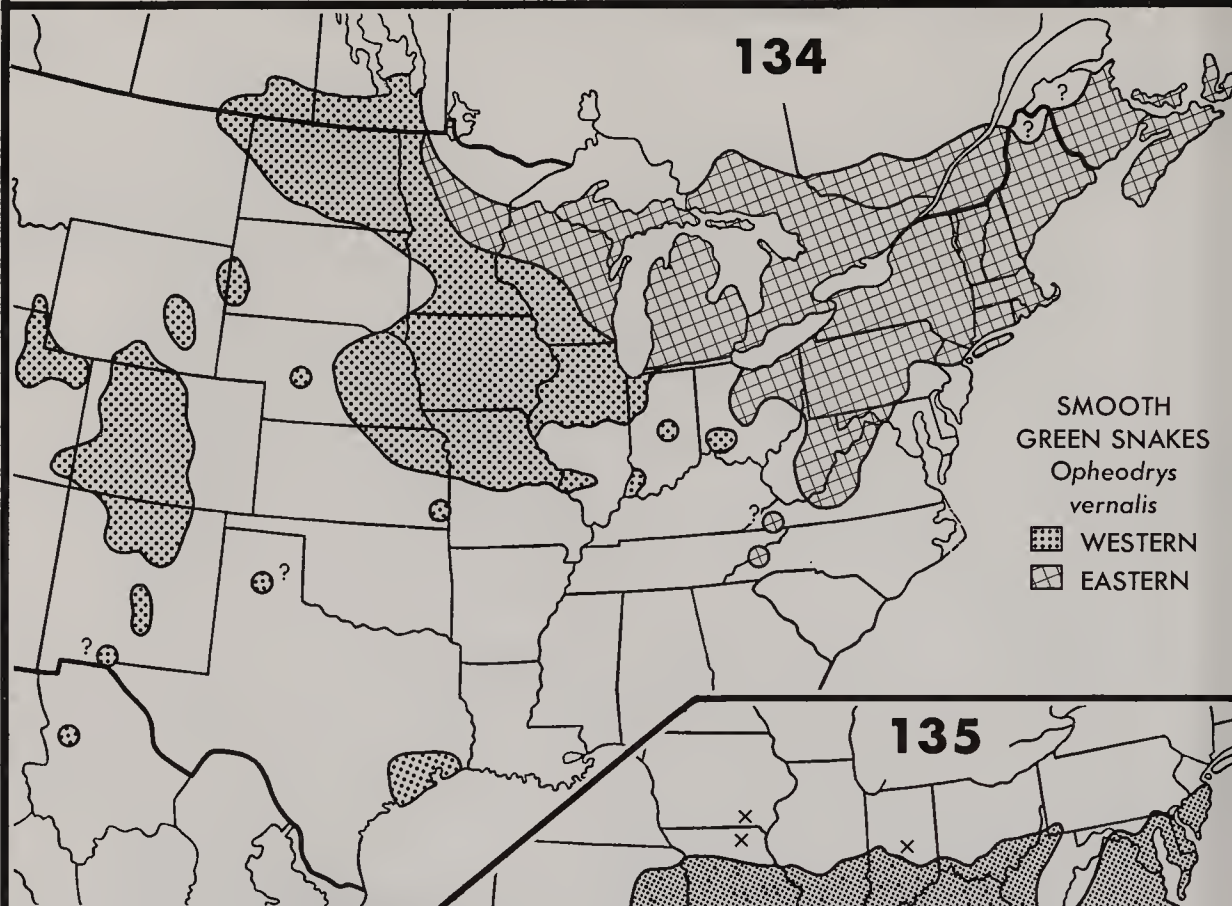 134
?
?
SMOOTH
GREEN SNAKES
Opheodrys
vernalis
WESTERN
EASTERN
?
?
?
135
x
x
x